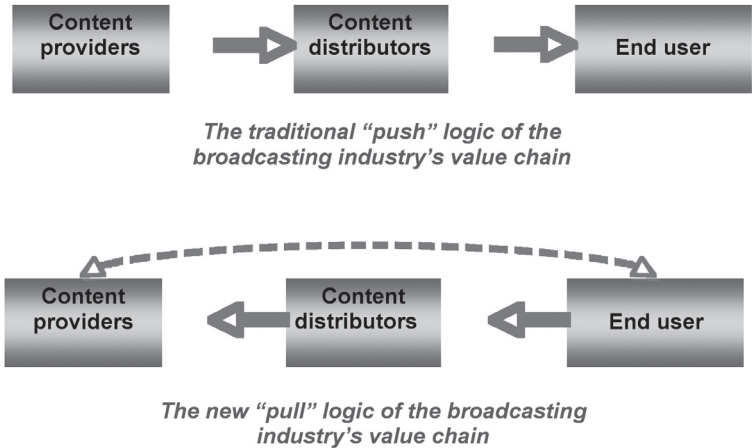 Content
providers
Content
distributors
End user
The traditional “push” logic of the
broadcasting industry’s value chain
Content
providers
Content
distributors
End user
The new “pull” logic of the broadcasting
industry’s value chain